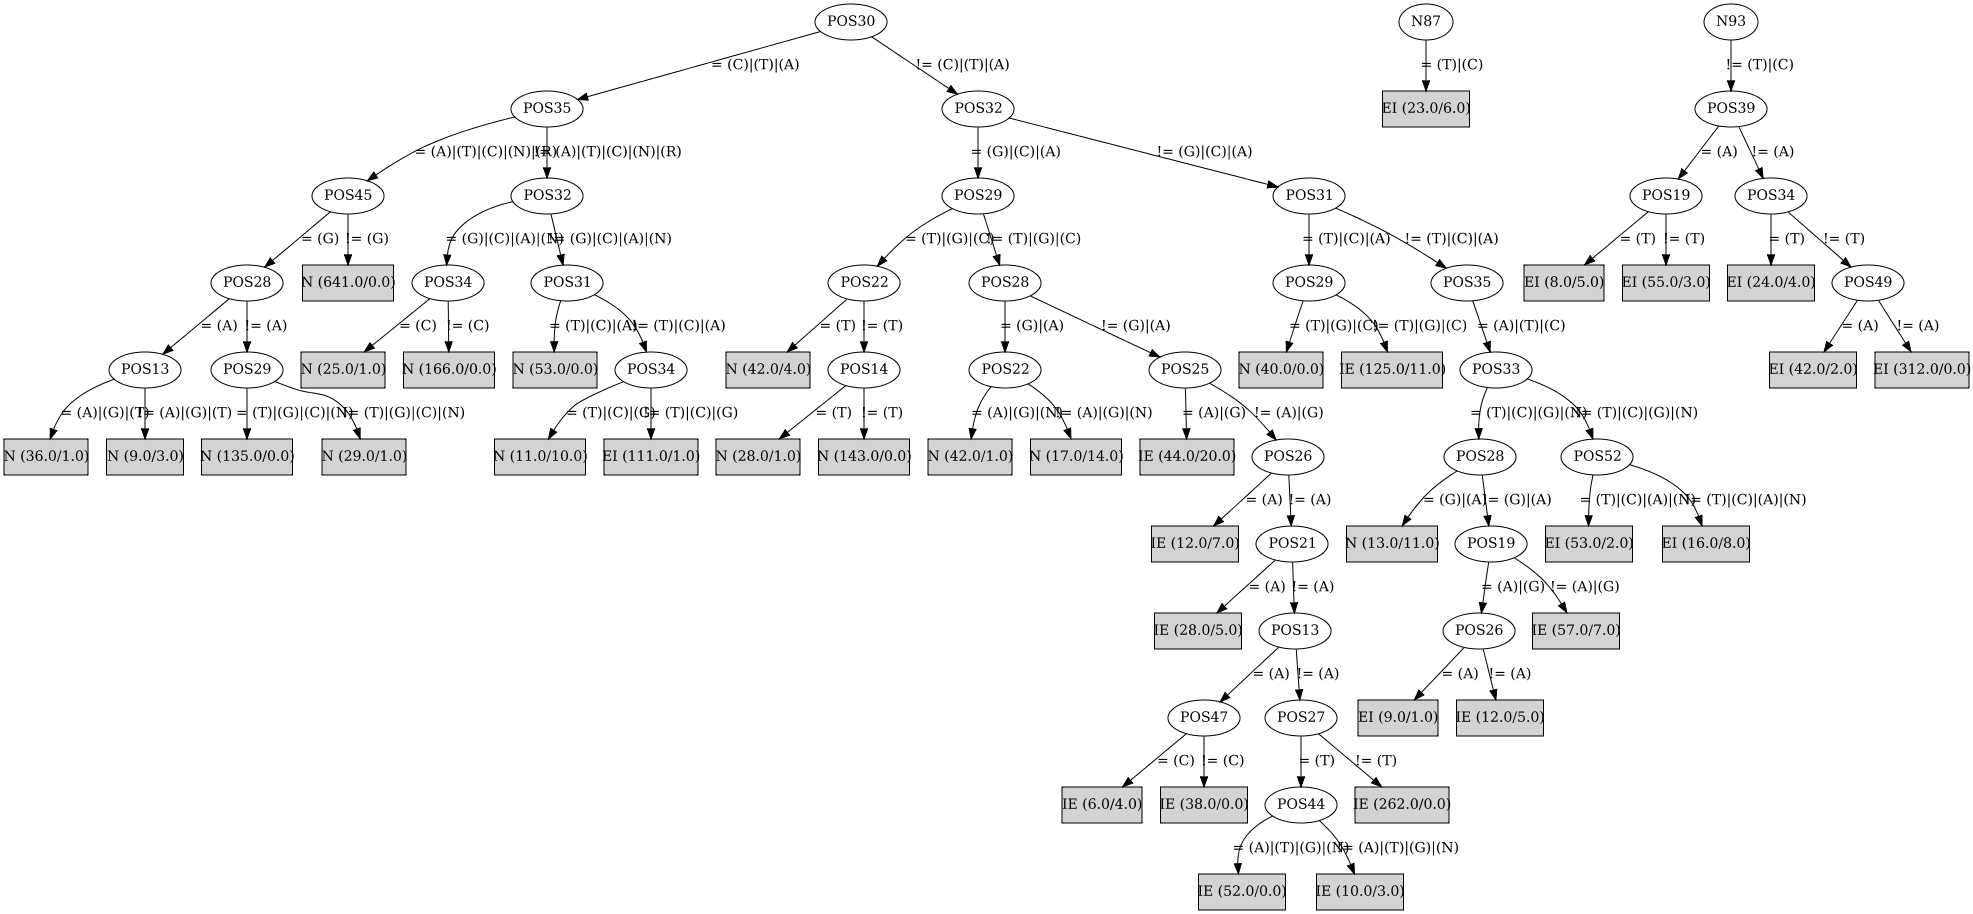 POS30 N87 N93
= (C)|(T)|(A) != (C)|(T)|(A) = (T)|(C) != (T)|(C)
POS35 POS32 EI (23.0/6.0) POS39
= (A)|(T)|(C)|(N)|(R) != (A)|(T)|(C)|(N)|(R) = (G)|(C)|(A) != (G)|(C)|(A) = (A) != (A)
POS45 POS32 POS29 POS31 POS19 POS34
= (G) != (G) = (G)|(C)|(A)|(N) != (G)|(C)|(A)|(N) = (T)|(G)|(C) != (T)|(G)|(C) = (T)|(C)|(A) != (T)|(C)|(A) = (T) != (T) = (T) != (T)
POS28 N (641.0/0.0) POS34 POS31 POS22 POS28 POS29 POS35 EI (8.0/5.0) EI (55.0/3.0) EI (24.0/4.0) POS49
= (A) != (A) = (C) != (C) = (T)|(C)|(A) != (T)|(C)|(A) = (T) != (T) = (G)|(A) != (G)|(A) = (T)|(G)|(C) != (T)|(G)|(C) = (A)|(T)|(C) = (A) != (A)
POS13 POS29 N (25.0/1.0) N (166.0/0.0) N (53.0/0.0) POS34 N (42.0/4.0) POS14 POS22 POS25 N (40.0/0.0) IE (125.0/11.0) POS33 EI (42.0/2.0) EI (312.0/0.0)
= (A)|(G)|(T) != (A)|(G)|(T) = (T)|(G)|(C)|(N) != (T)|(G)|(C)|(N) = (T)|(C)|(G) != (T)|(C)|(G) = (T) != (T) = (A)|(G)|(N) != (A)|(G)|(N) = (A)|(G) != (A)|(G) = (T)|(C)|(G)|(N) != (T)|(C)|(G)|(N)
N (36.0/1.0) N (9.0/3.0) N (135.0/0.0) N (29.0/1.0) N (11.0/10.0) EI (111.0/1.0) N (28.0/1.0) N (143.0/0.0) N (42.0/1.0) N (17.0/14.0) IE (44.0/20.0) POS26 POS28 POS52
= (A) != (A) = (G)|(A) != (G)|(A) = (T)|(C)|(A)|(N) != (T)|(C)|(A)|(N)
IE (12.0/7.0) POS21 N (13.0/11.0) POS19 EI (53.0/2.0) EI (16.0/8.0)
= (A) != (A) = (A)|(G) != (A)|(G)
IE (28.0/5.0) POS13 POS26 IE (57.0/7.0)
= (A) != (A) = (A) != (A)
POS47 POS27 EI (9.0/1.0) IE (12.0/5.0)
= (C) != (C) = (T) != (T)
IE (6.0/4.0) IE (38.0/0.0) POS44 IE (262.0/0.0)
= (A)|(T)|(G)|(N) != (A)|(T)|(G)|(N)
IE (52.0/0.0) IE (10.0/3.0)